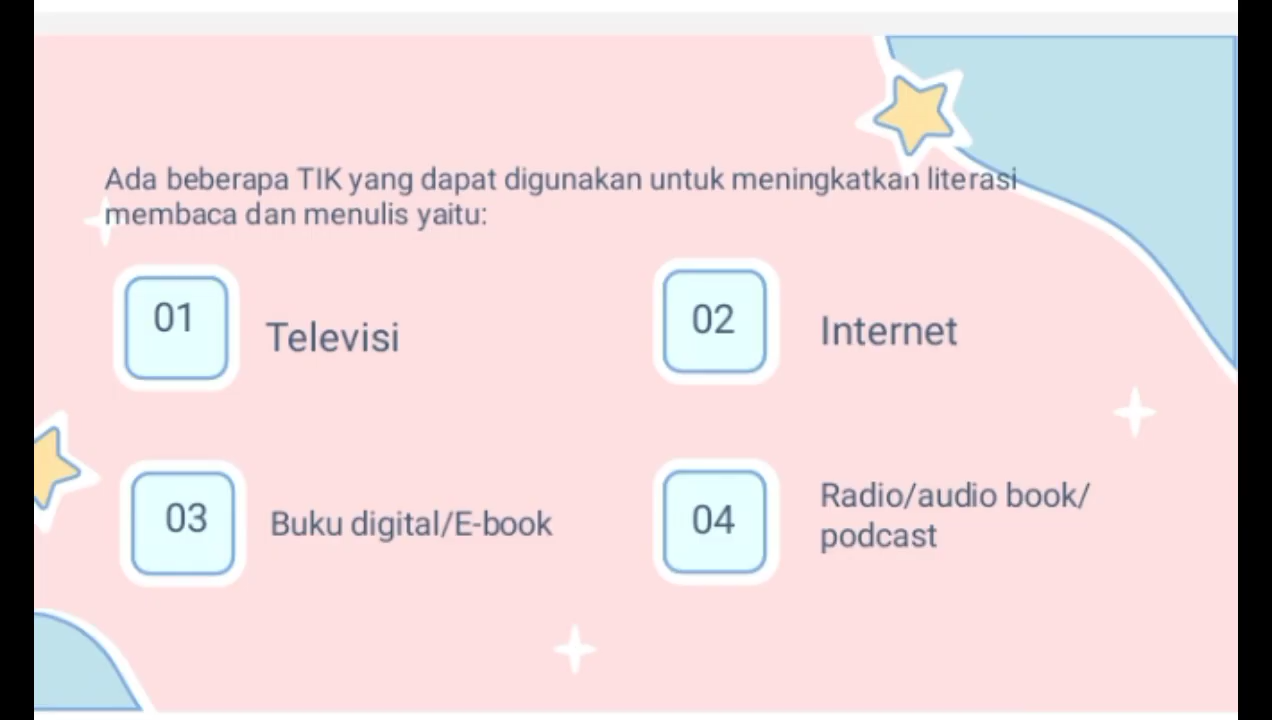 Ada beberapa TIK yang dapat digunakan untuk meningkatkan literasi
membaca dan menulis yaitu:
01
Televisi
02
Internet
03
Buku digital/E-book
04
Radio/audio book/
podcast